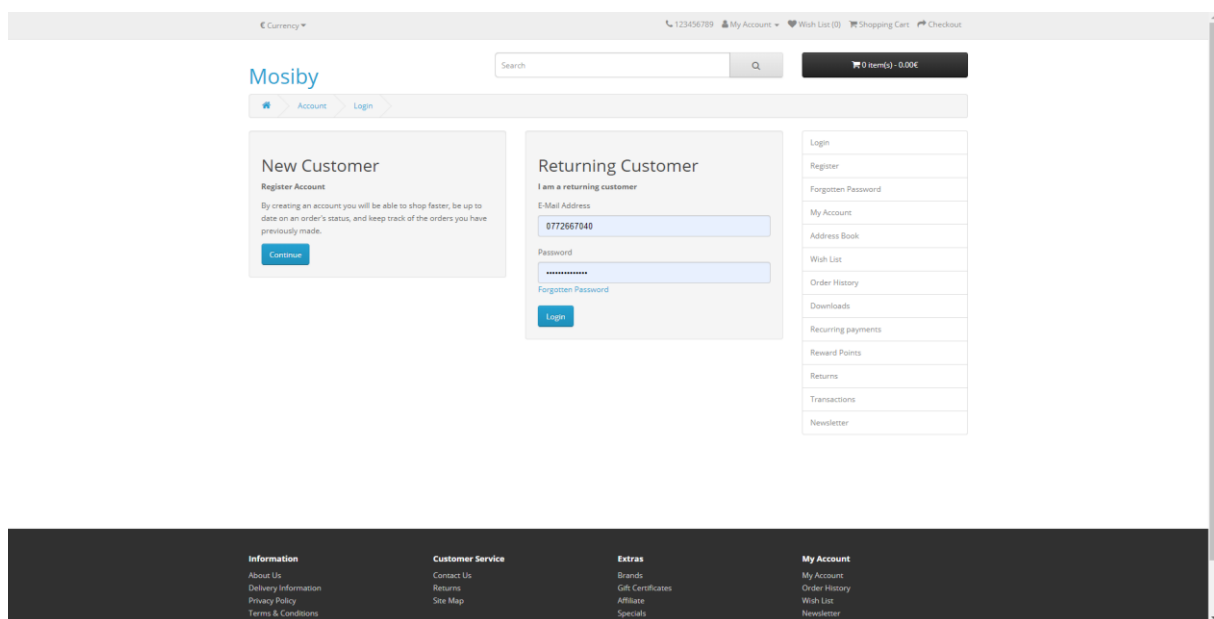 € Currency
123456789 My Account Wish List (0) Shopping Cart Checkout
Mosiby
Search
0 item(s) - 0.00€
Account Login
New Customer
Register Account
By creating an account you will be able to shop faster, be up to
date on an order's status, and keep track of the orders you have
previously made.
Continue
Returning Customer
I am a returning customer
E-Mail Address
0772667040
Password
••••••••••••••
Forgotten Password
Login
Login
Register
Forgotten Password
My Account
Address Book
Wish List
Order History
Downloads
Recurring payments
Reward Points
Returns
Transactions
Newsletter
Information
About Us
Delivery Information
Privacy Policy
Terms & Conditions
Customer Service
Contact Us
Returns
Site Map
Extras
Brands
Gift Certificates
Affiliate
Specials
My Account
My Account
Order History
Wish List
Newsletter